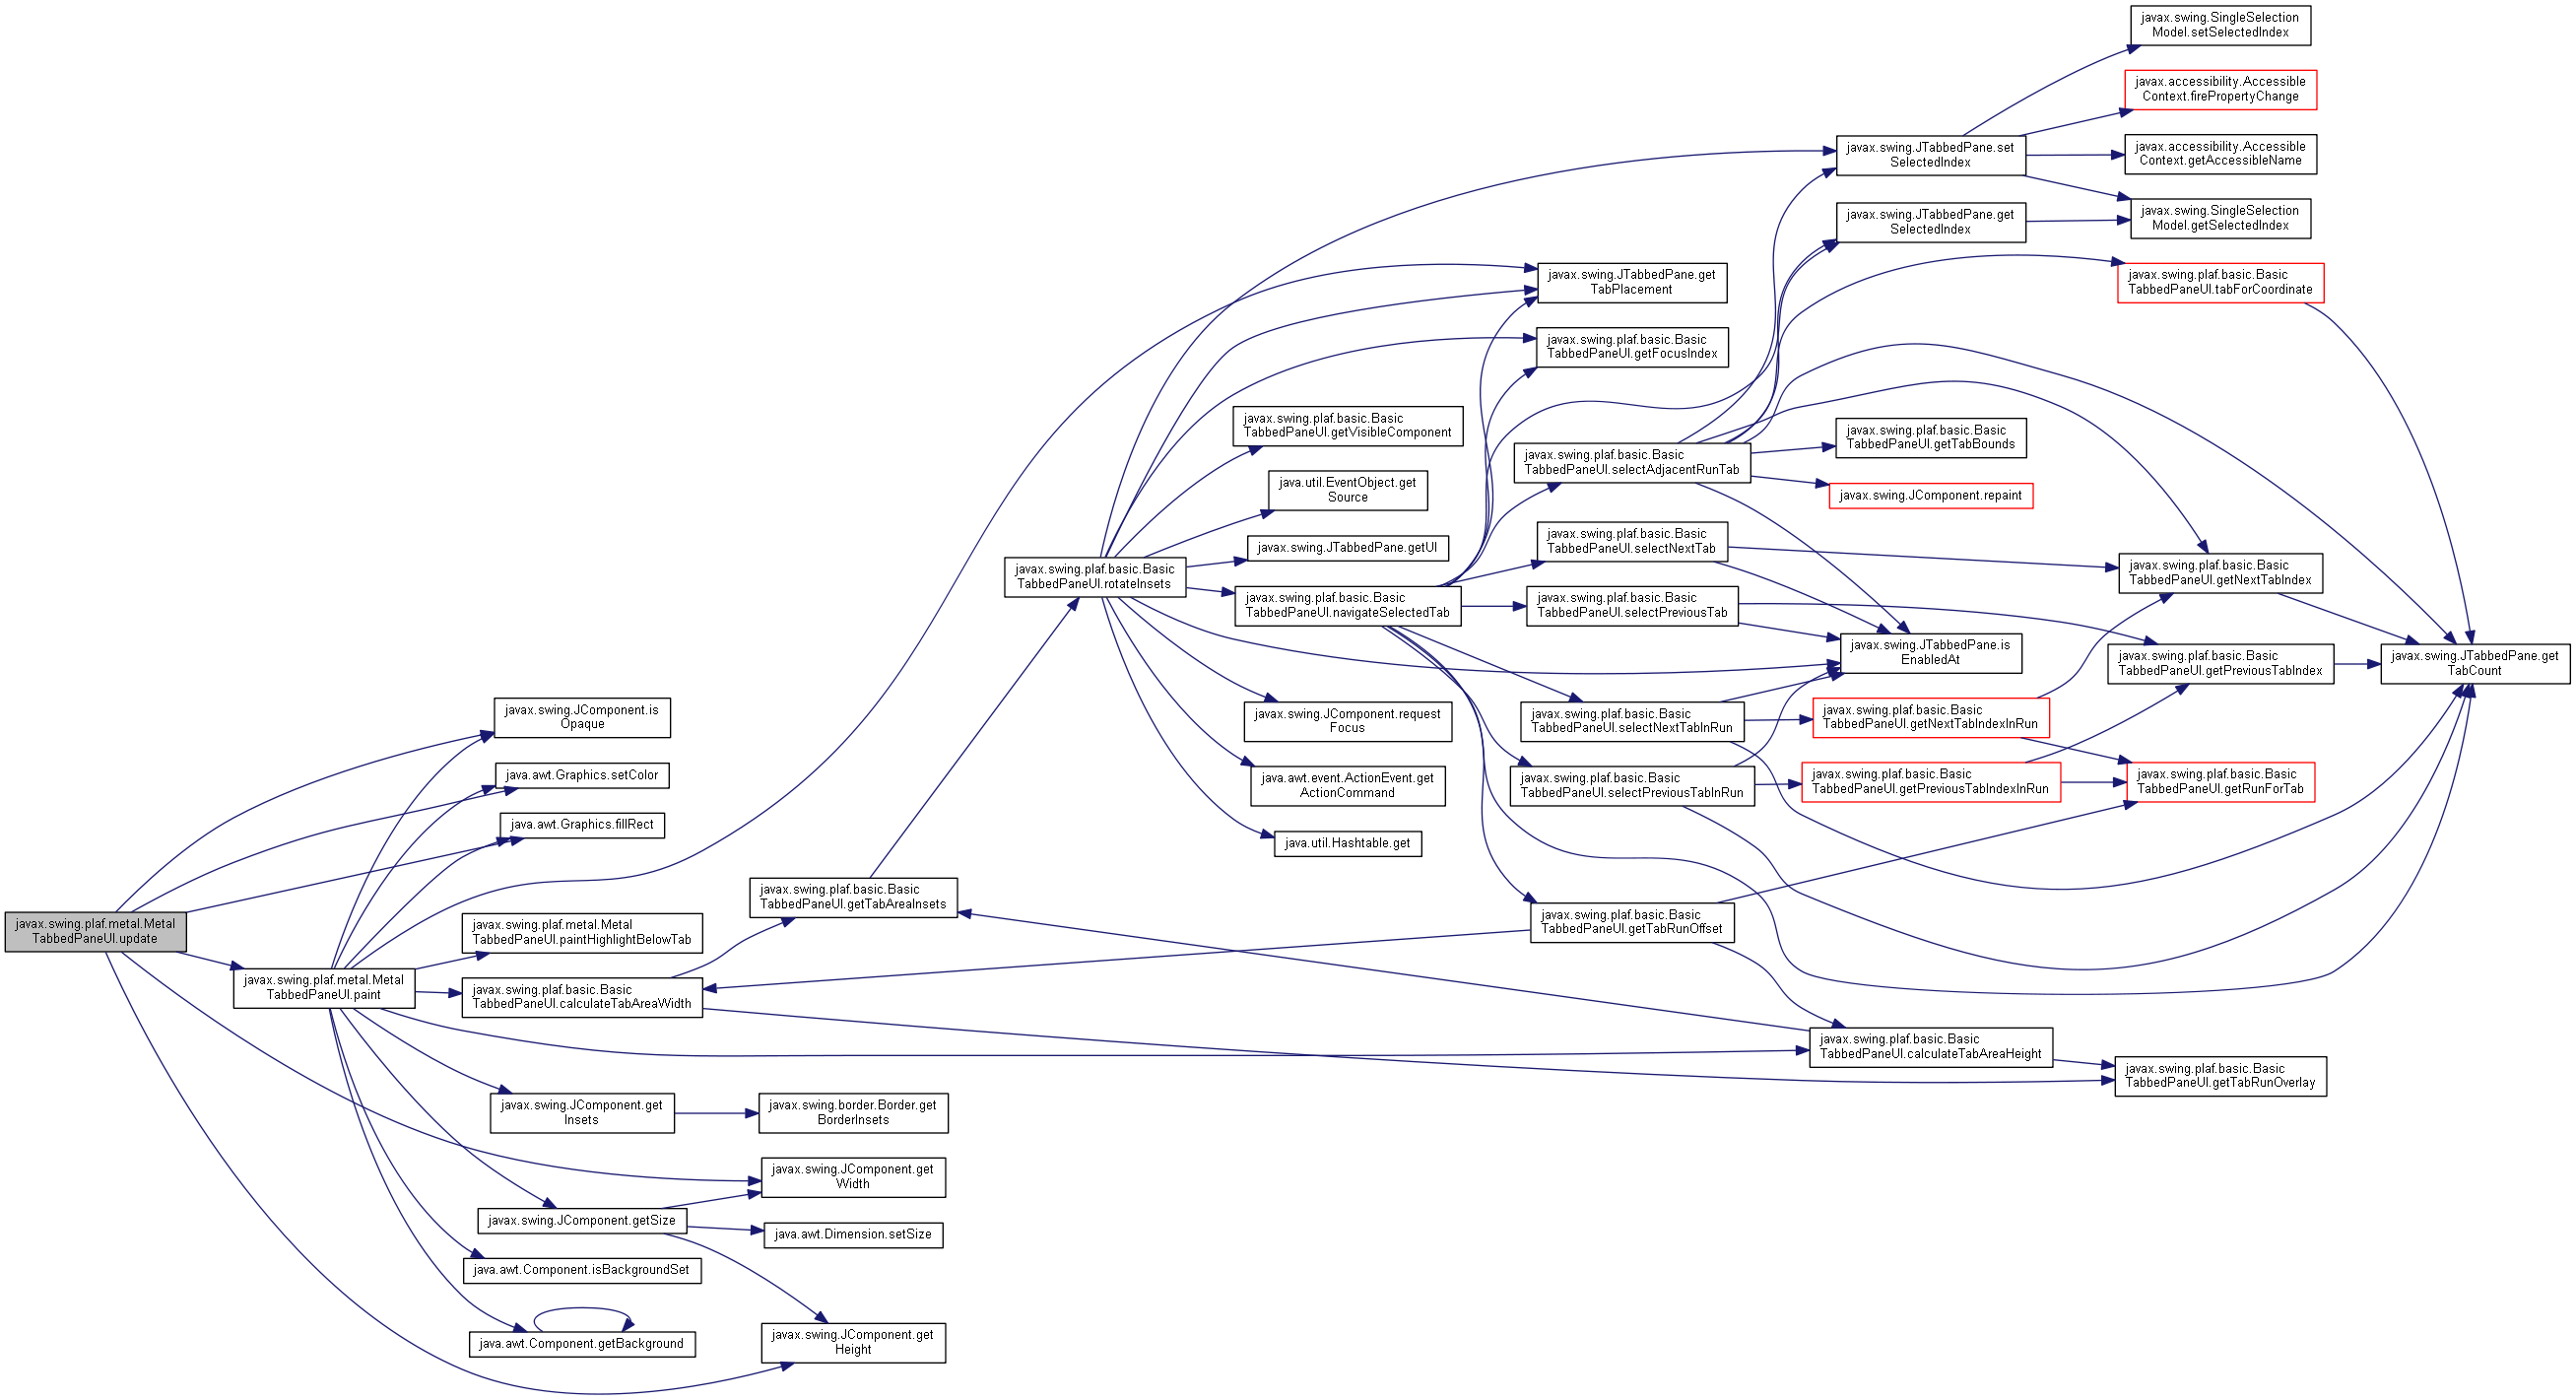 javax.swing.plaf.metal.Metal
TabbedPaneUI.update
javax.swing.plaf.metal.Metal
TabbedPaneUI.paint
javax.swing.JComponent.is
Opaque
java.awt.Graphics.setColor
java.awt.Graphics.fillRect
javax.swing.plaf.metal.Metal
TabbedPaneUI.paintHighlightBelowTab
javax.swing.plaf.basic.Basic
TabbedPaneUI.calculateTabAreaWidth
javax.swing.JComponent.get
Insets
javax.swing.JComponent.getSize
java.awt.Component.isBackgroundSet
java.awt.Component.getBackground
javax.swing.plaf.basic.Basic
TabbedPaneUI.getTabAreaInsets
javax.swing.border.Border.get
BorderInsets
javax.swing.JComponent.get
Width
java.awt.Dimension.setSize
javax.swing.JComponent.get
Height
javax.swing.plaf.basic.Basic
TabbedPaneUI.rotateInsets
javax.swing.plaf.basic.Basic
TabbedPaneUI.getVisibleComponent
java.util.EventObject.get
Source
javax.swing.JTabbedPane.getUI
javax.swing.plaf.basic.Basic
TabbedPaneUI.navigateSelectedTab
javax.swing.JComponent.request
Focus
java.awt.event.ActionEvent.get
ActionCommand
java.util.Hashtable.get
javax.swing.JTabbedPane.get
TabPlacement
javax.swing.plaf.basic.Basic
TabbedPaneUI.getFocusIndex
javax.swing.plaf.basic.Basic
TabbedPaneUI.selectAdjacentRunTab
javax.swing.plaf.basic.Basic
TabbedPaneUI.selectNextTab
javax.swing.plaf.basic.Basic
TabbedPaneUI.selectPreviousTab
javax.swing.plaf.basic.Basic
TabbedPaneUI.selectNextTabInRun
javax.swing.plaf.basic.Basic
TabbedPaneUI.selectPreviousTabInRun
javax.swing.plaf.basic.Basic
TabbedPaneUI.getTabRunOffset
javax.swing.JTabbedPane.set
SelectedIndex
javax.swing.JTabbedPane.get
SelectedIndex
javax.swing.plaf.basic.Basic
TabbedPaneUI.getTabBounds
javax.swing.JComponent.repaint
javax.swing.JTabbedPane.is
EnabledAt
javax.swing.plaf.basic.Basic
TabbedPaneUI.getNextTabIndexInRun
javax.swing.plaf.basic.Basic
TabbedPaneUI.getPreviousTabIndexInRun
javax.swing.plaf.basic.Basic
TabbedPaneUI.calculateTabAreaHeight
javax.swing.SingleSelection
Model.setSelectedIndex
javax.accessibility.Accessible
Context.firePropertyChange
javax.accessibility.Accessible
Context.getAccessibleName
javax.swing.SingleSelection
Model.getSelectedIndex
javax.swing.plaf.basic.Basic
TabbedPaneUI.tabForCoordinate
javax.swing.plaf.basic.Basic
TabbedPaneUI.getNextTabIndex
javax.swing.plaf.basic.Basic
TabbedPaneUI.getPreviousTabIndex
javax.swing.plaf.basic.Basic
TabbedPaneUI.getRunForTab
javax.swing.plaf.basic.Basic
TabbedPaneUI.getTabRunOverlay
javax.swing.JTabbedPane.get
TabCount